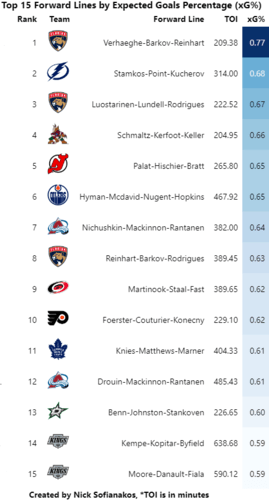 Top 15 Forward Lines by Expected Goals Percentage (xG%)
Rank Team Forward Line TOI xG%
1 Verhaeghe-Barkov-Reinhart 209.38 0.77
2 Stamkos-Point-Kucherov 314.00 0.68
3 Luostarinen-Lundell-Rodrigues 222.52 0.67
4 Schmaltz-Kerfoot-Keller 204.95 0.66
5 Palat-Hischier-Bratt 265.80 0.65
6 Hyman-Mcdavid-Nugent-Hopkins 467.92 0.65
7 Nichushkin-Mackinnon-Rantanen 382.00 0.64
8 Reinhart-Barkov-Rodrigues 389.45 0.63
9 Martinook-Staal-Fast 389.65 0.62
10 Foerster-Couturier-Konecny 229.10 0.62
11 Knies-Matthews-Marner 404.33 0.61
12 Drouin-Mackinnon-Rantanen 485.43 0.61
13 Benn-Johnston-Stankoven 226.65 0.60
14 Kempe-Kopitar-Byfield 638.68 0.59
15 Moore-Danault-Fiala 590.12 0.59
Created by Nick Sofianakos, *TOI is in minutes